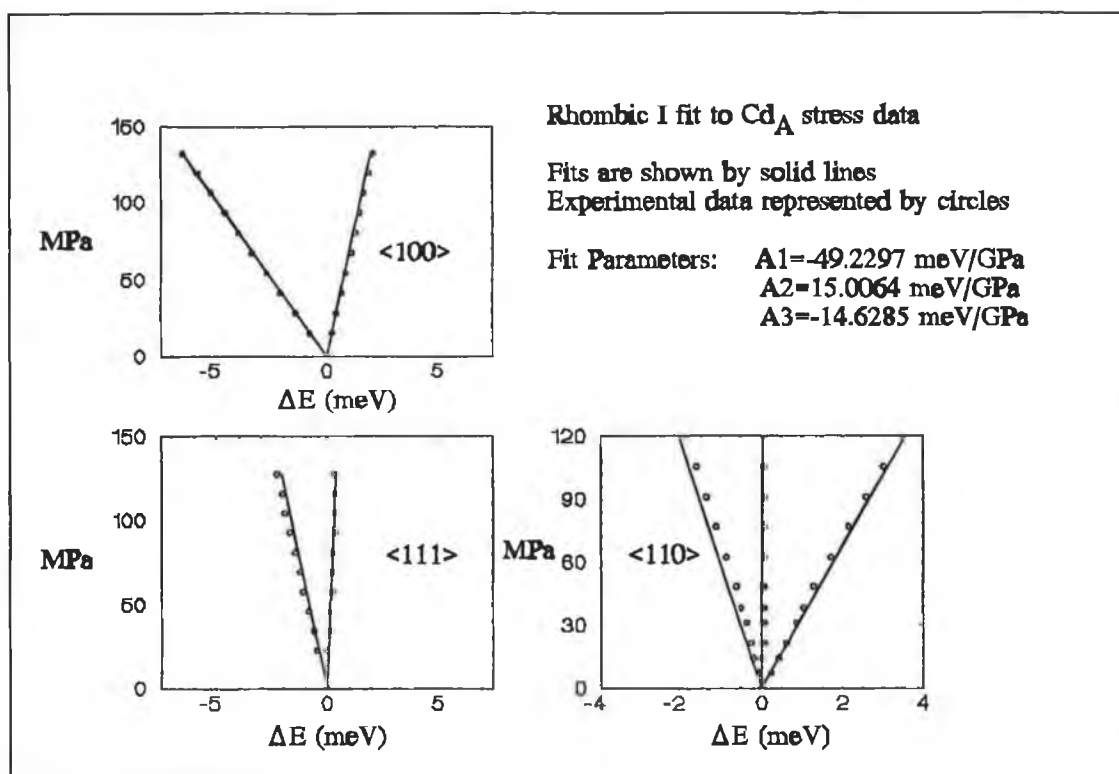 Rhombic I fit to Cd_A stress data
Fits are shown by solid lines
Experimental data represented by circles
Fit Parameters: A1=-49.2297 meV/GPa
A2=15.0064 meV/GPa
A3=-14.6285 meV/GPa
150
100
50
0
MPa
<100>
-5
0
5
ΔE (meV)
150
100
50
0
MPa
<111>
-5
0
5
ΔE (meV)
120
90
60
30
0
MPa
<110>
-4
-2
0
2
4
ΔE (meV)